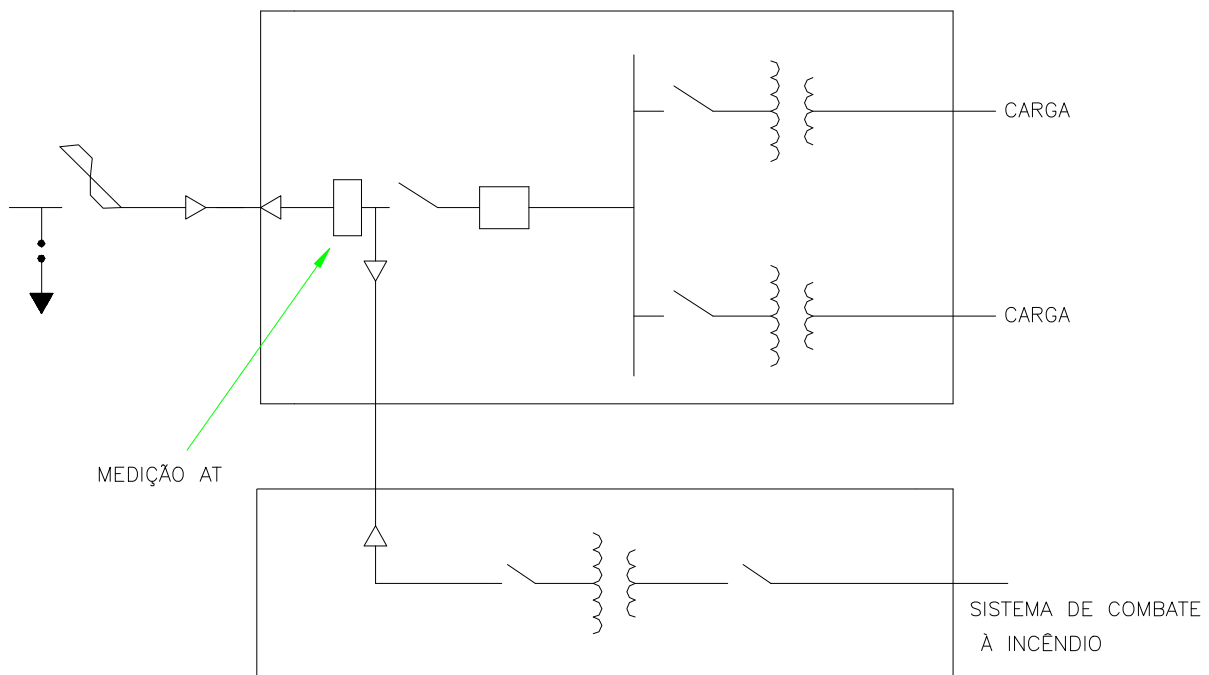 CARGA
CARGA
MEDIÇÃO AT
SISTEMA DE COMBATE
À INCÊNDIO